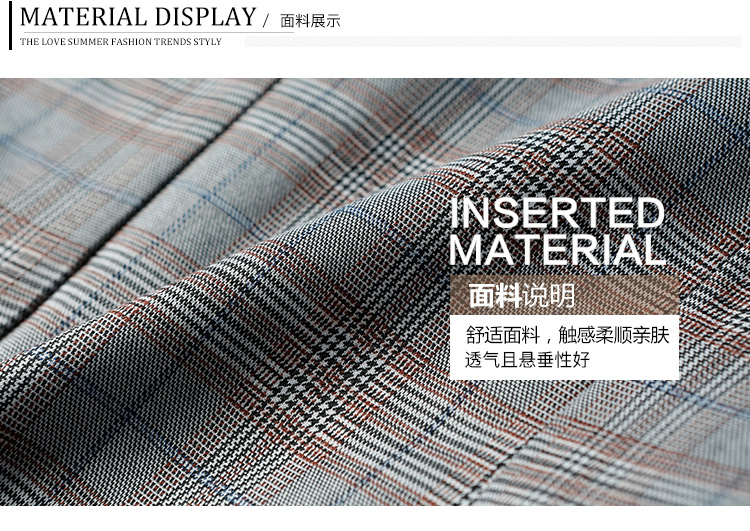 MATERIAL DISPLAY / 面料展示
THE LOVE SUMMER FASHION TRENDS STYLY
INSERTED
MATERIAL
面料说明
舒适面料，触感柔顺亲肤
透气且悬垂性好